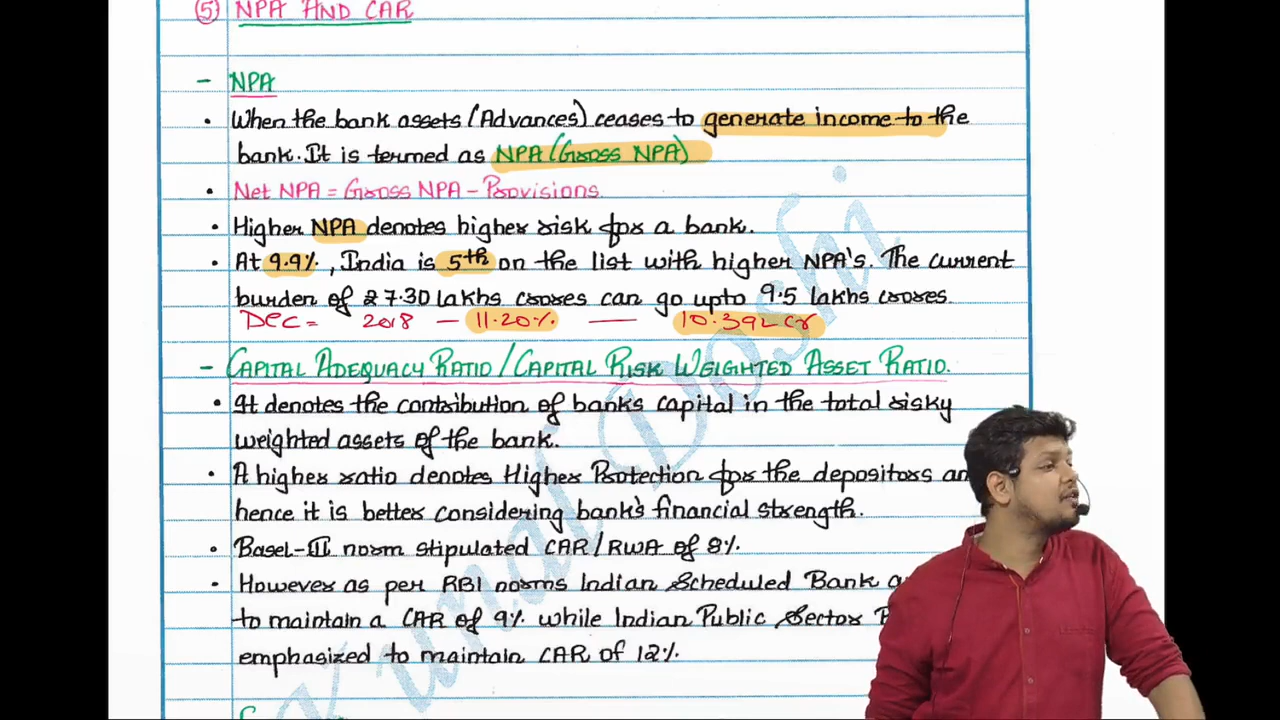 ⑤ NPA AND CAR
- NPA
• When the bank assets (Advances) ceases to generate income to the
bank. It is termed as NPA (Gross NPA)
• Net NPA = Gross NPA - Provisions.
• Higher NPA denotes higher risk for a bank.
• At 9.9%, India is 5th on the list with higher NPA's. The current
burden of ₹7.30 lakhs crores can go upto 9.5 lakhs crores.
Dec = 2018 — 11.20% — 10.39L cr
- CAPITAL ADEQUACY RATIO / CAPITAL RISK WEIGHTED ASSET RATIO.
• It denotes the contribution of banks capital in the total risky
weighted assets of the bank.
• A higher ratio denotes Higher Protection for the depositors
hence it is better considering bank's financial strength.
• Basel-III norm stipulated CAR/RWA of 8%.
• However as per RBI norms Indian Scheduled Bank
to maintain a CAR of 9% while Indian Public Sector
emphasized to maintain CAR of 12%.
Kunal Doshi